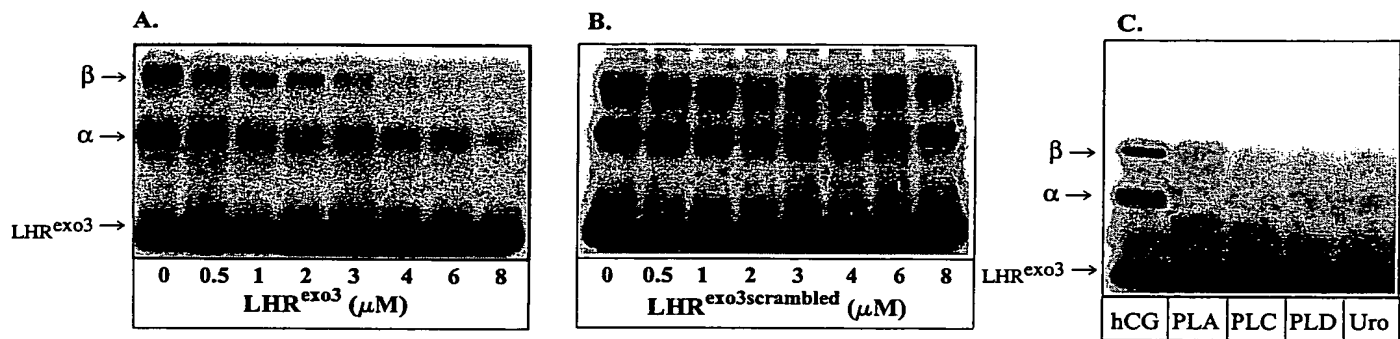 A.
β →
α →
LHR^exo3 →
0 0.5 1 2 3 4 6 8
LHR^exo3 (μM)
B.
0 0.5 1 2 3 4 6 8
LHR^exo3scrambled (μM)
C.
β →
α →
LHR^exo3 →
hCG PLA PLC PLD Uro